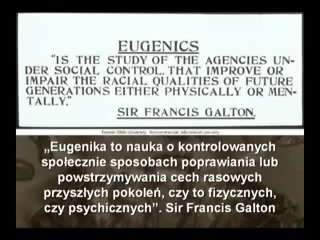 EUGENICS
"IS THE STUDY OF THE AGENCIES UN-
DER SOCIAL CONTROL, THAT IMPROVE OR
IMPAIR THE RACIAL QUALITIES OF FUTURE
GENERATIONS EITHER PHYSICALLY OR MEN-
TALLY."
SIR FRANCIS GALTON.
„Eugenika to nauka o kontrolowanych
społecznie sposobach poprawiania lub
powstrzymywania cech rasowych
przyszłych pokoleń, czy to fizycznych,
czy psychicznych”. Sir Francis Galton